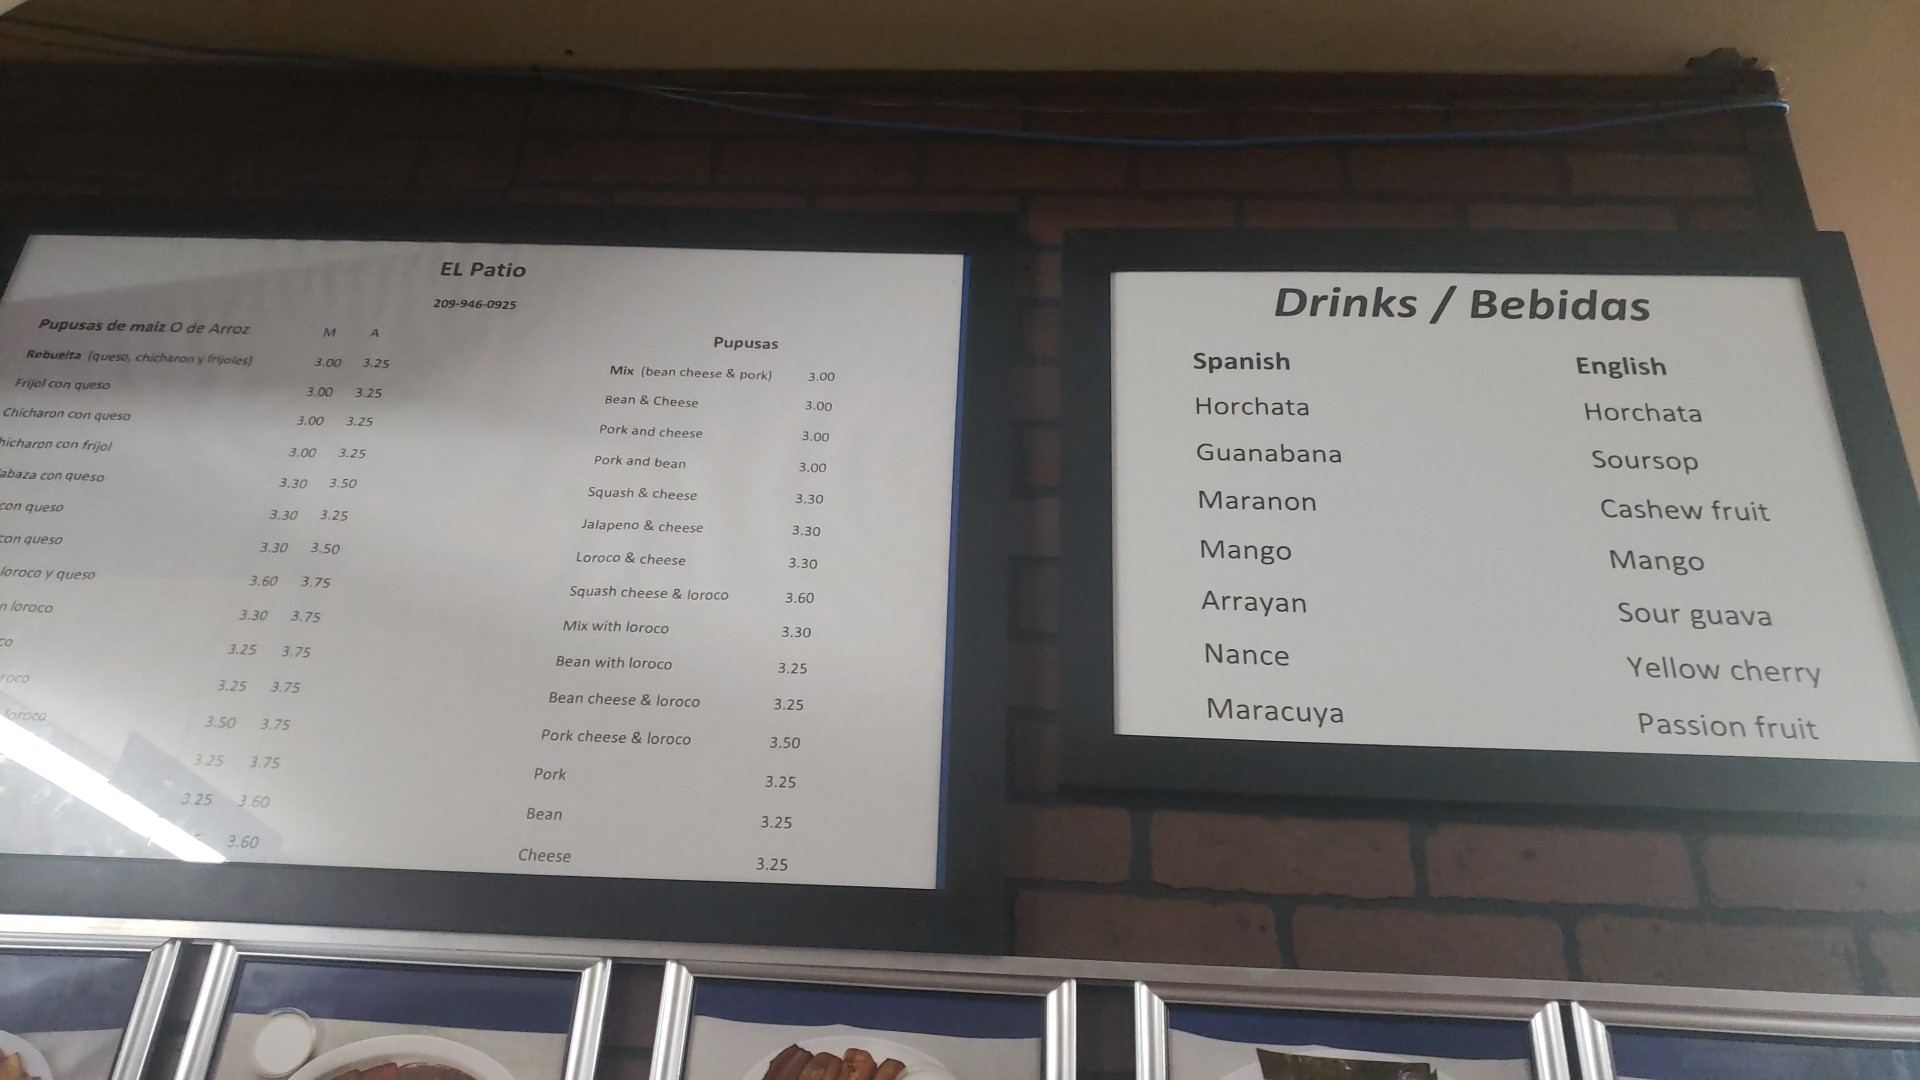 EL Patio
209-946-0925
Pupusas de maiz O de Arroz M A
Rebuelta (queso, chicharon y frijoles) 3.00 3.25
Frijol con queso 3.00 3.25
Chicharon con queso 3.00 3.25
hicharon con frijol 3.00 3.25
abaza con queso 3.30 3.50
con queso 3.30 3.25
con queso 3.30 3.50
loroco y queso 3.60 3.75
n loroco 3.30 3.75
co 3.25 3.75
roco 3.25 3.75
loroco 3.50 3.75
3.25 3.75
3.25 3.60
3.60
Pupusas
Mix (bean cheese & pork) 3.00
Bean & Cheese 3.00
Pork and cheese 3.00
Pork and bean 3.00
Squash & cheese 3.30
Jalapeno & cheese 3.30
Loroco & cheese 3.30
Squash cheese & loroco 3.60
Mix with loroco 3.30
Bean with loroco 3.25
Bean cheese & loroco 3.25
Pork cheese & loroco 3.50
Pork 3.25
Bean 3.25
Cheese 3.25
Drinks / Bebidas
Spanish English
Horchata Horchata
Guanabana Soursop
Maranon Cashew fruit
Mango Mango
Arrayan Sour guava
Nance Yellow cherry
Maracuya Passion fruit